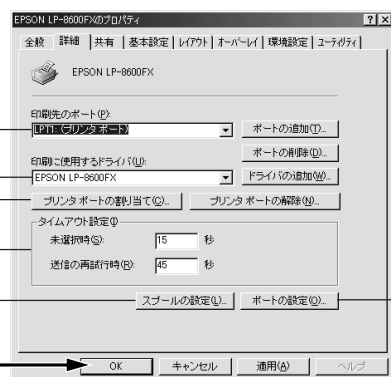 EPSON LP-8600FXのプロパティ
全般 詳細 共有 基本設定 レイアウト オーバーレイ 環境設定 ユーティリティ
EPSON LP-8600FX
印刷先のポート(P):
LPT1: (プリンタ ポート)
ポートの追加(T)...
ポートの削除(D)...
印刷に使用するドライバ(U):
EPSON LP-8600FX
ドライバの追加(W)...
プリンタ ポートの割り当て(C)...
プリンタ ポートの解除(N)...
タイムアウト設定
未選択時(S): 15 秒
送信の再試行時(R): 45 秒
スプールの設定(L)...
ポートの設定(O)...
OK キャンセル 適用(A) ヘルプ